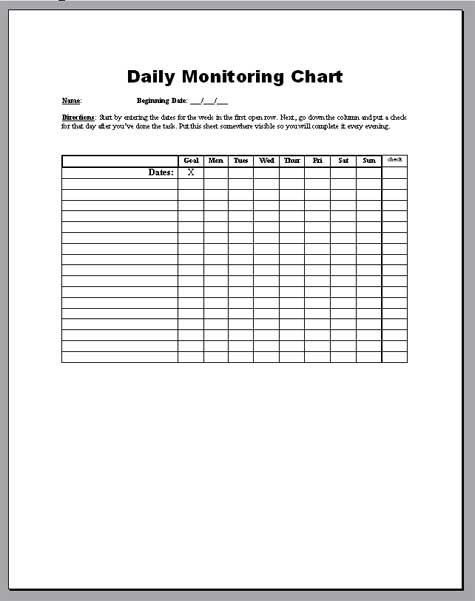 Daily Monitoring Chart
Name: Beginning Date: ___/___/___
Directions: Start by entering the dates for the week in the first open row. Next, go down the column and put a check
for that day after you've done the task. Put this sheet somewhere visible so you will complete it every evening.
Goal Mon Tues Wed Thur Fri Sat Sun check
Dates: X